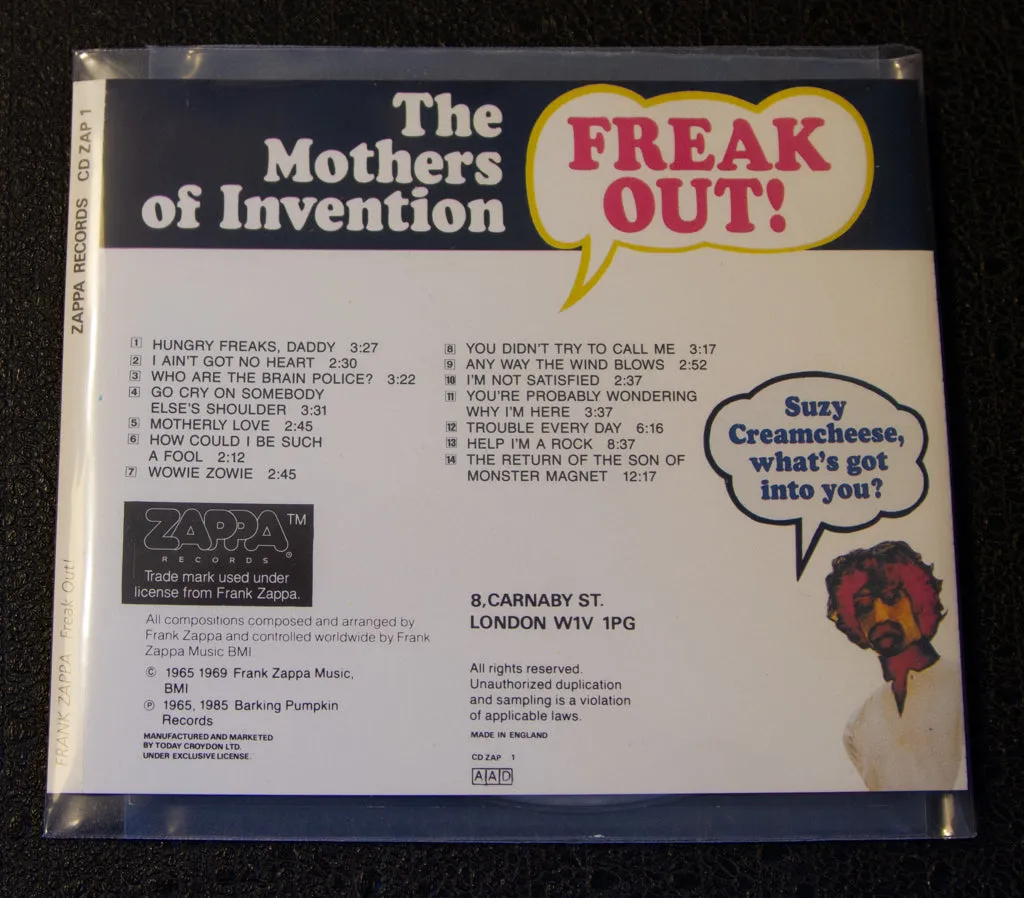 The
Mothers
of Invention
FREAK
OUT!
ZAPPA RECORDS CD ZAP 1
FRANK ZAPPA Freak Out!
1 HUNGRY FREAKS, DADDY 3:27
2 I AIN'T GOT NO HEART 2:30
3 WHO ARE THE BRAIN POLICE? 3:22
4 GO CRY ON SOMEBODY
ELSE'S SHOULDER 3:31
5 MOTHERLY LOVE 2:45
6 HOW COULD I BE SUCH
A FOOL 2:12
7 WOWIE ZOWIE 2:45
8 YOU DIDN'T TRY TO CALL ME 3:17
9 ANY WAY THE WIND BLOWS 2:52
10 I'M NOT SATISFIED 2:37
11 YOU'RE PROBABLY WONDERING
WHY I'M HERE 3:37
12 TROUBLE EVERY DAY 6:16
13 HELP I'M A ROCK 8:37
14 THE RETURN OF THE SON OF
MONSTER MAGNET 12:17
Suzy
Creamcheese,
what's got
into you?
ZAPPA™
RECORDS®
Trade mark used under
license from Frank Zappa.
All compositions composed and arranged by
Frank Zappa and controlled worldwide by Frank
Zappa Music BMI
© 1965 1969 Frank Zappa Music,
BMI
℗ 1965, 1985 Barking Pumpkin
Records
MANUFACTURED AND MARKETED
BY TODAY CROYDON LTD.
UNDER EXCLUSIVE LICENSE.
8,CARNABY ST.
LONDON W1V 1PG
All rights reserved.
Unauthorized duplication
and sampling is a violation
of applicable laws.
MADE IN ENGLAND
CD ZAP 1
AAD